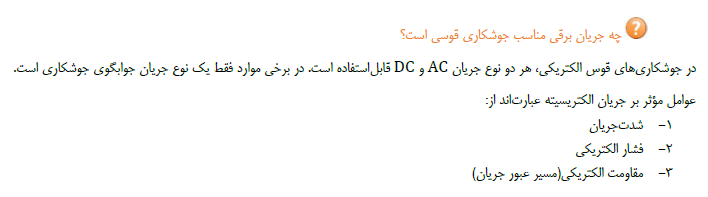 چه جریان برقی مناسب جوشکاری قوسی است؟
در جوشکاری‌های قوس الکتریکی، هر دو نوع جریان AC و DC قابل‌استفاده است. در برخی موارد فقط یک نوع جریان جوابگوی جوشکاری است.
عوامل مؤثر بر جریان الکتریسیته عبارت‌اند از:
۱- شدت‌جریان
۲- فشار الکتریکی
۳- مقاومت الکتریکی(مسیر عبور جریان)